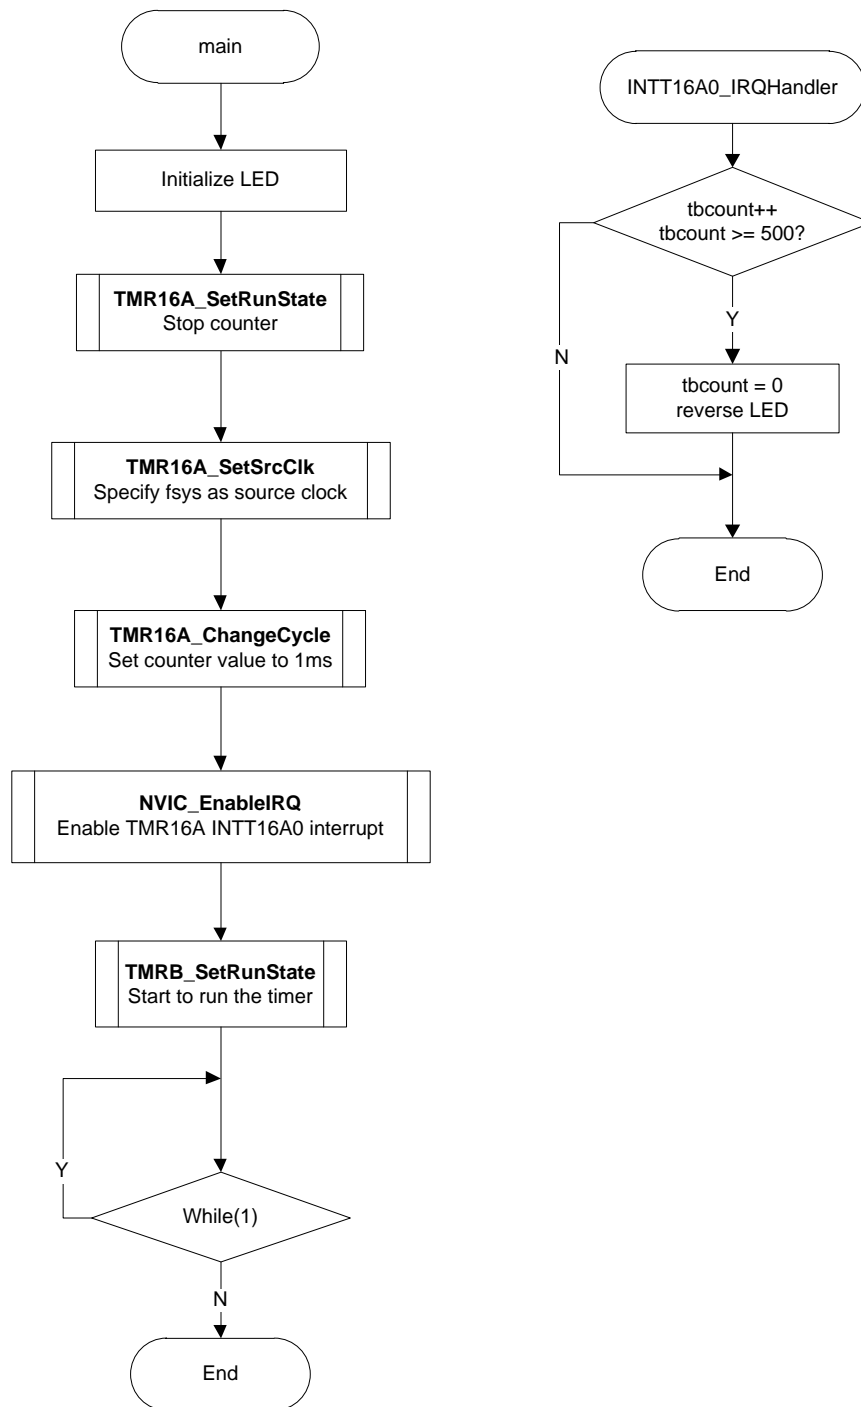 main
Initialize LED
TMR16A_SetRunState
Stop counter
TMR16A_SetSrcClk
Specify fsys as source clock
TMR16A_ChangeCycle
Set counter value to 1ms
NVIC_EnableIRQ
Enable TMR16A INTT16A0 interrupt
TMRB_SetRunState
Start to run the timer
Y
While(1)
N
End
INTT16A0_IRQHandler
tbcount++
tbcount >= 500?
Y
N
tbcount = 0
reverse LED
End